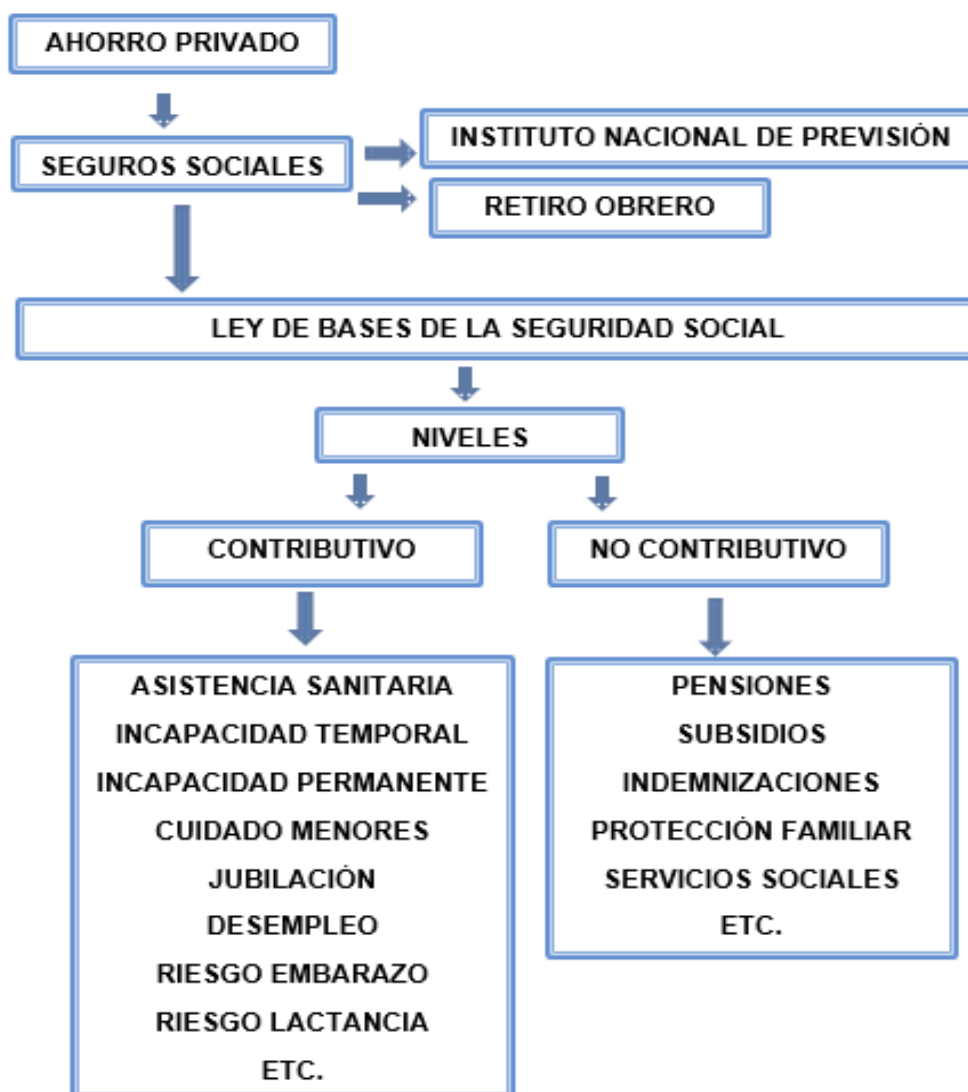 AHORRO PRIVADO
SEGUROS SOCIALES
INSTITUTO NACIONAL DE PREVISIÓN
RETIRO OBRERO
LEY DE BASES DE LA SEGURIDAD SOCIAL
NIVELES
CONTRIBUTIVO
NO CONTRIBUTIVO
ASISTENCIA SANITARIA
INCAPACIDAD TEMPORAL
INCAPACIDAD PERMANENTE
CUIDADO MENORES
JUBILACIÓN
DESEMPLEO
RIESGO EMBARAZO
RIESGO LACTANCIA
ETC.
PENSIONES
SUBSIDIOS
INDEMNIZACIONES
PROTECCIÓN FAMILIAR
SERVICIOS SOCIALES
ETC.